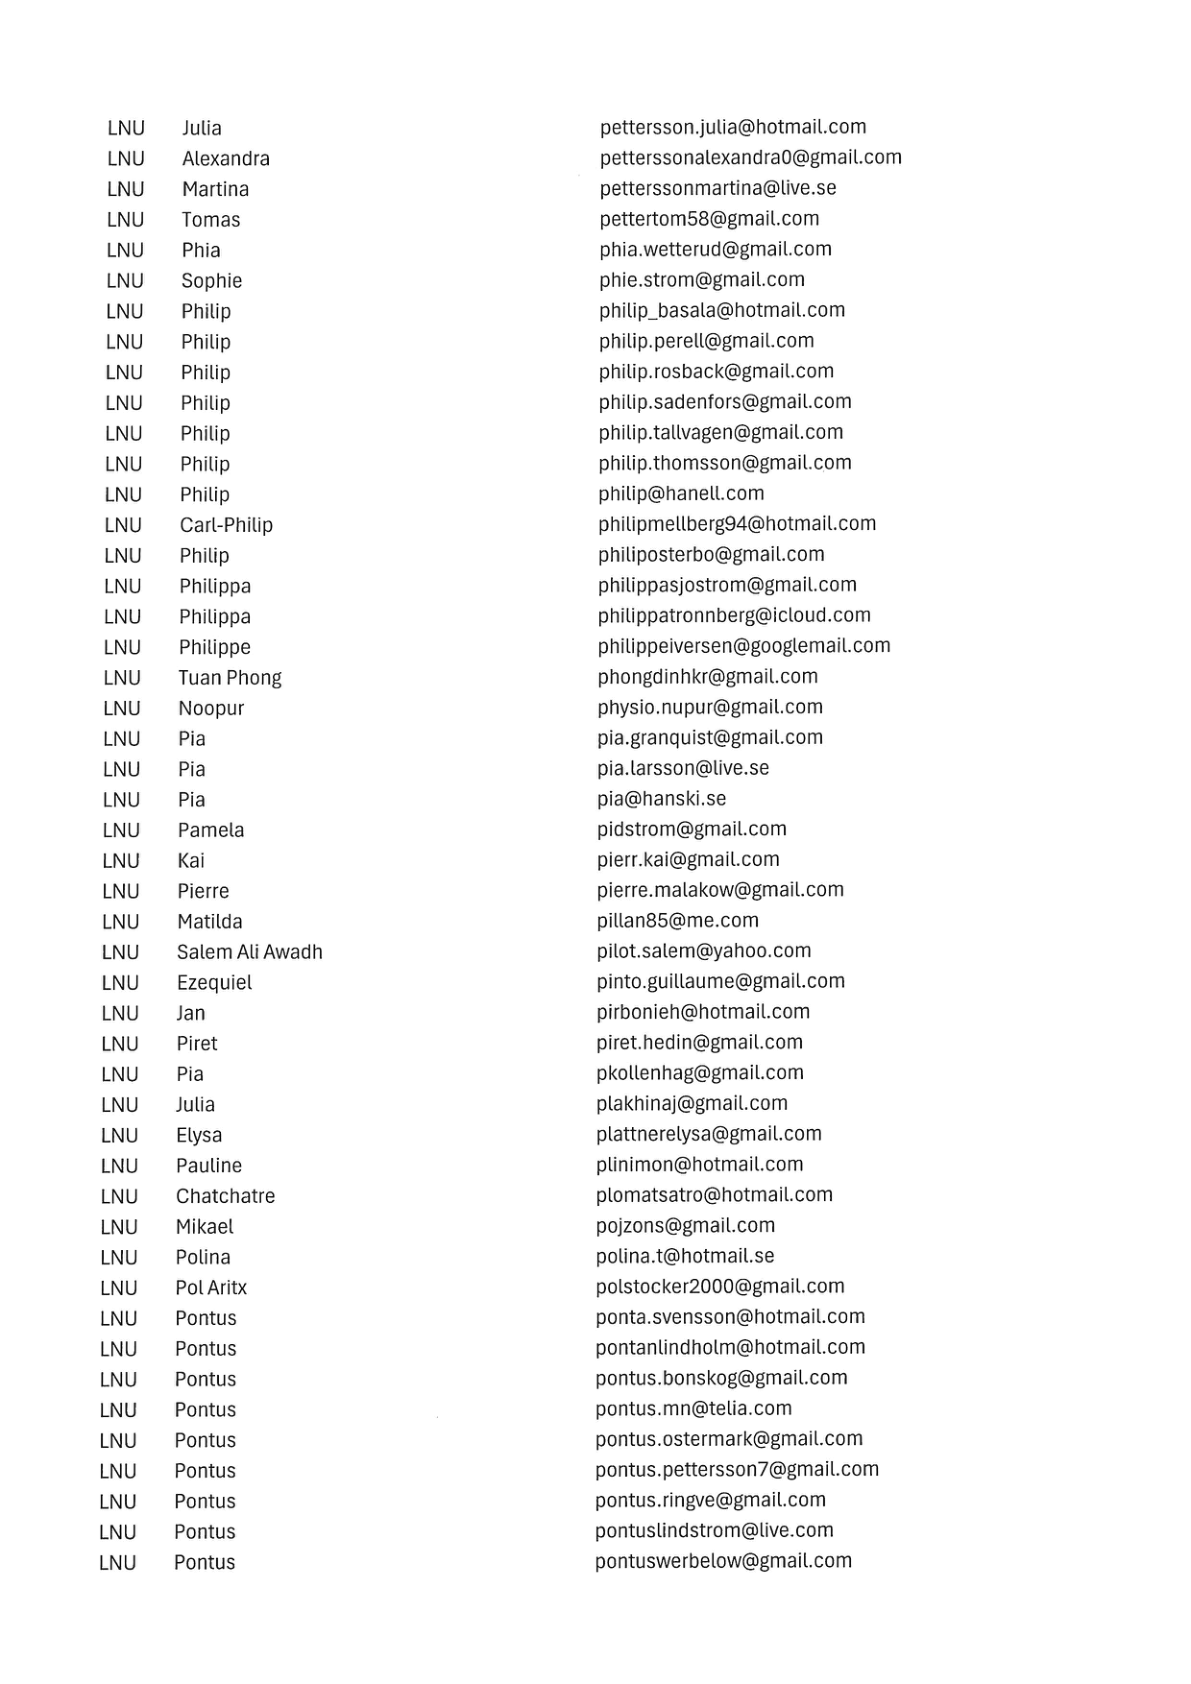 LNU Julia pettersson.julia@hotmail.com
LNU Alexandra petterssonalexandra0@gmail.com
LNU Martina petterssonmartina@live.se
LNU Tomas pettertom58@gmail.com
LNU Phia phia.wetterud@gmail.com
LNU Sophie phie.strom@gmail.com
LNU Philip philip_basala@hotmail.com
LNU Philip philip.perell@gmail.com
LNU Philip philip.rosback@gmail.com
LNU Philip philip.sadenfors@gmail.com
LNU Philip philip.tallvagen@gmail.com
LNU Philip philip.thomsson@gmail.com
LNU Philip philip@hanell.com
LNU Carl-Philip philipmellberg94@hotmail.com
LNU Philip philiposterbo@gmail.com
LNU Philippa philippasjostrom@gmail.com
LNU Philippa philippatronnberg@icloud.com
LNU Philippe philippeiversen@googlemail.com
LNU Tuan Phong phongdinhkr@gmail.com
LNU Noopur physio.nupur@gmail.com
LNU Pia pia.granquist@gmail.com
LNU Pia pia.larsson@live.se
LNU Pia pia@hanski.se
LNU Pamela pidstrom@gmail.com
LNU Kai pierr.kai@gmail.com
LNU Pierre pierre.malakow@gmail.com
LNU Matilda pillan85@me.com
LNU Salem Ali Awadh pilot.salem@yahoo.com
LNU Ezequiel pinto.guillaume@gmail.com
LNU Jan pirbonieh@hotmail.com
LNU Piret piret.hedin@gmail.com
LNU Pia pkollenhag@gmail.com
LNU Julia plakhinaj@gmail.com
LNU Elysa plattnerelysa@gmail.com
LNU Pauline plinimon@hotmail.com
LNU Chatchatre plomatsatro@hotmail.com
LNU Mikael pojzons@gmail.com
LNU Polina polina.t@hotmail.se
LNU Pol Aritx polstocker2000@gmail.com
LNU Pontus ponta.svensson@hotmail.com
LNU Pontus pontanlindholm@hotmail.com
LNU Pontus pontus.bonskog@gmail.com
LNU Pontus pontus.mn@telia.com
LNU Pontus pontus.ostermark@gmail.com
LNU Pontus pontus.pettersson7@gmail.com
LNU Pontus pontus.ringve@gmail.com
LNU Pontus pontuslindstrom@live.com
LNU Pontus pontuswerbelow@gmail.com